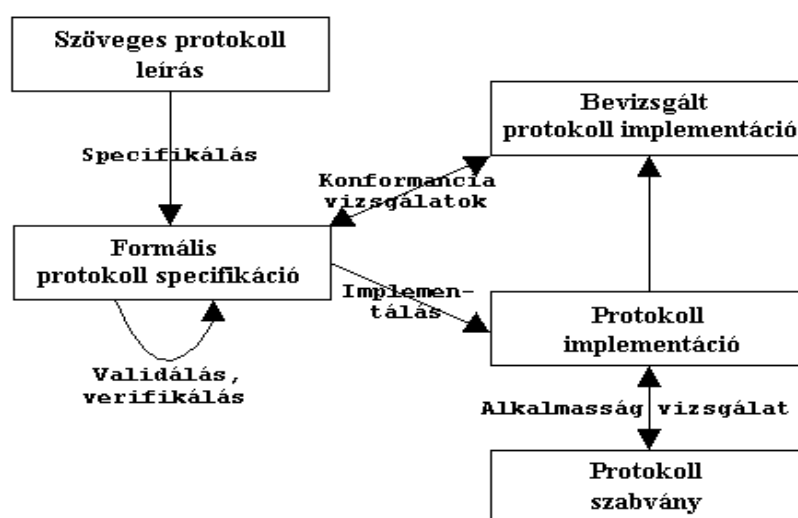 Szöveges protokoll
leírás
Specifikálás
Bevizsgált
protokoll implementáció
Konformancia
vizsgálatok
Formális
protokoll specifikáció
Implemen-
tálás
Protokoll
implementáció
Validálás,
verifikálás
Alkalmasság vizsgálat
Protokoll
szabvány